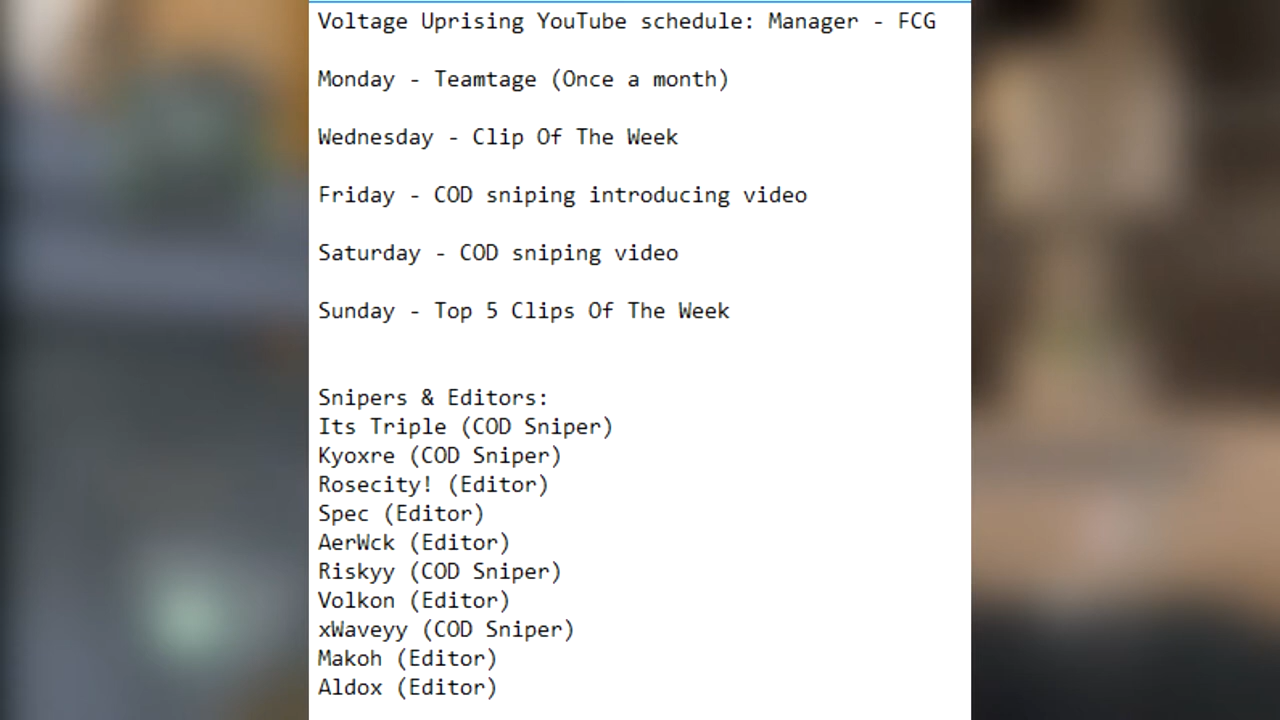 Voltage Uprising YouTube schedule: Manager - FCG
Monday - Teamtage (Once a month)
Wednesday - Clip Of The Week
Friday - COD sniping introducing video
Saturday - COD sniping video
Sunday - Top 5 Clips Of The Week
Snipers & Editors:
Its Triple (COD Sniper)
Kyoxre (COD Sniper)
Rosecity! (Editor)
Spec (Editor)
AerWck (Editor)
Riskyy (COD Sniper)
Volkon (Editor)
xWaveyy (COD Sniper)
Makoh (Editor)
Aldox (Editor)